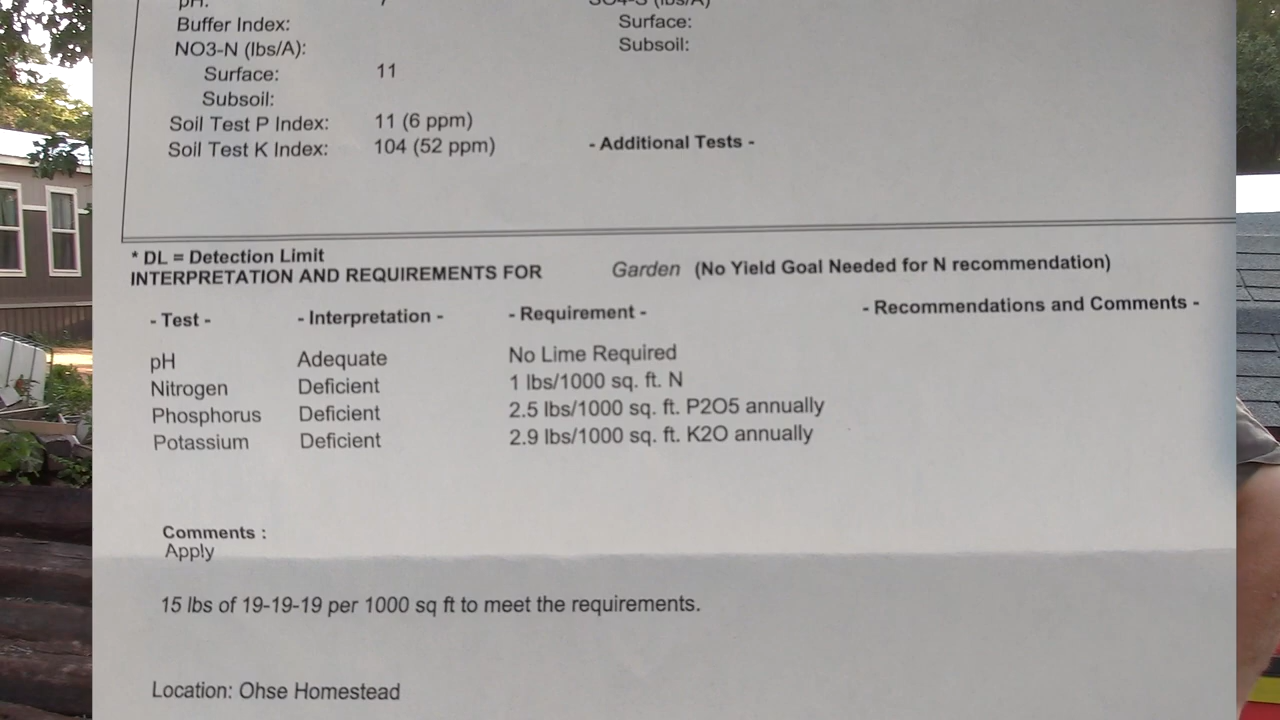 pH: 7
SO4-S (lbs/A)
Buffer Index:
Surface:
NO3-N (lbs/A):
Subsoil:
Surface: 11
Subsoil:
Soil Test P Index: 11 (6 ppm)
Soil Test K Index: 104 (52 ppm)
- Additional Tests -
* DL = Detection Limit
INTERPRETATION AND REQUIREMENTS FOR Garden (No Yield Goal Needed for N recommendation)
- Test - - Interpretation - - Requirement - - Recommendations and Comments -
pH Adequate No Lime Required
Nitrogen Deficient 1 lbs/1000 sq. ft. N
Phosphorus Deficient 2.5 lbs/1000 sq. ft. P2O5 annually
Potassium Deficient 2.9 lbs/1000 sq. ft. K2O annually
Comments :
Apply
15 lbs of 19-19-19 per 1000 sq ft to meet the requirements.
Location: Ohse Homestead